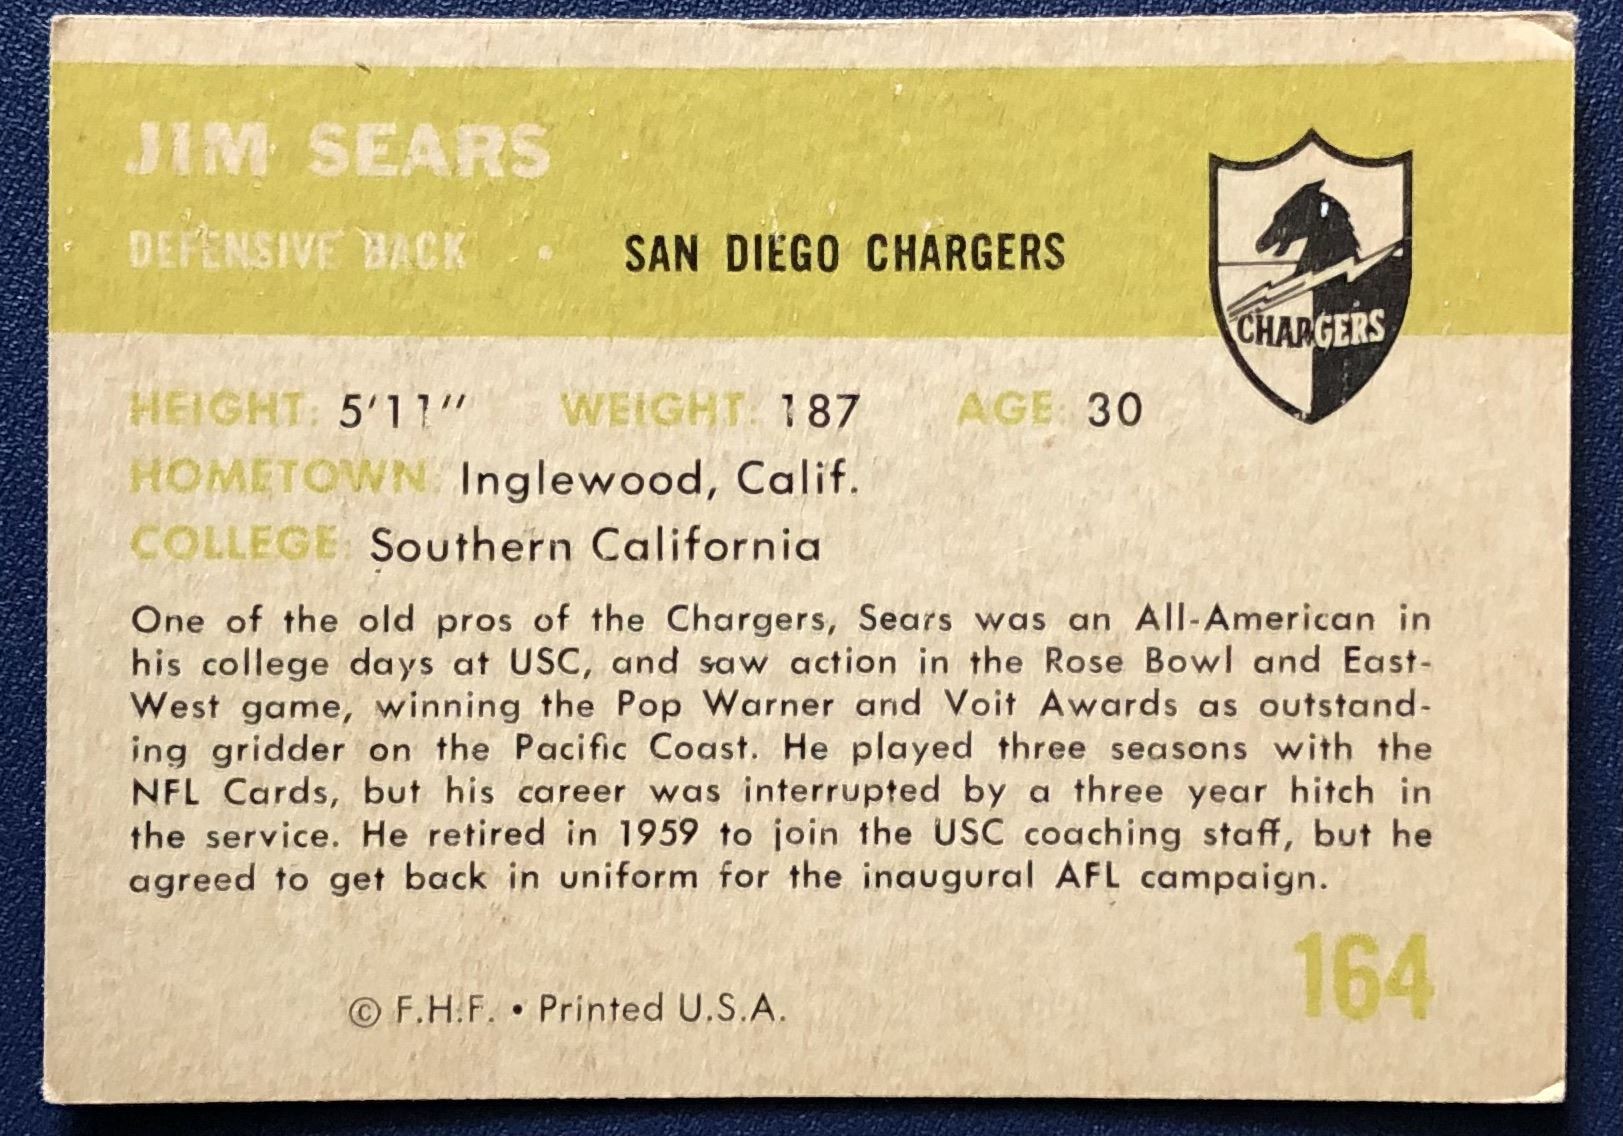 JIM SEARS
DEFENSIVE BACK • SAN DIEGO CHARGERS
CHARGERS
HEIGHT: 5'11" WEIGHT: 187 AGE: 30
HOMETOWN: Inglewood, Calif.
COLLEGE: Southern California
One of the old pros of the Chargers, Sears was an All-American in
his college days at USC, and saw action in the Rose Bowl and East-
West game, winning the Pop Warner and Voit Awards as outstand-
ing gridder on the Pacific Coast. He played three seasons with the
NFL Cards, but his career was interrupted by a three year hitch in
the service. He retired in 1959 to join the USC coaching staff, but he
agreed to get back in uniform for the inaugural AFL campaign.
164
© F.H.F. • Printed U.S.A.